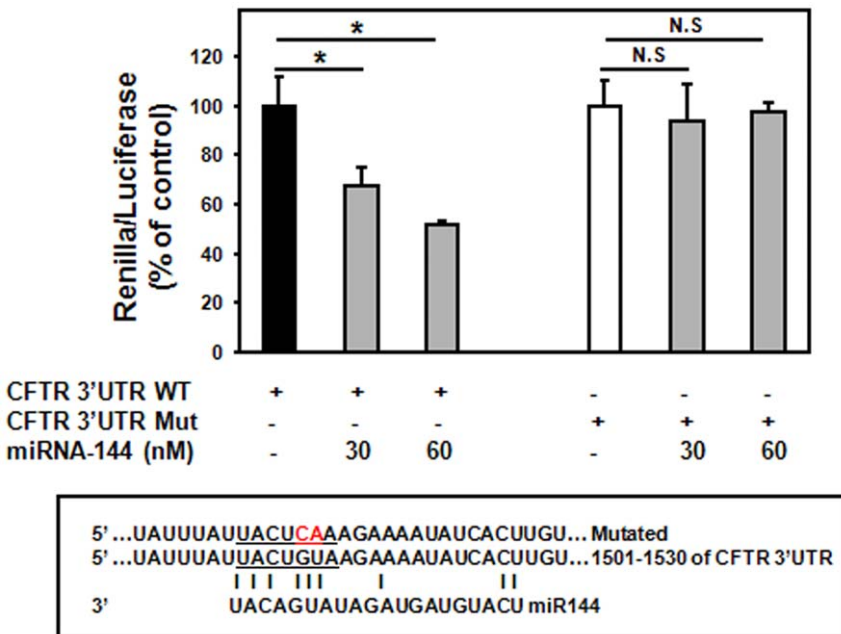 * N.S
* N.S
Renilla/Luciferase
(% of control)
120
100
80
60
40
20
0
CFTR 3'UTR WT + + + - - -
CFTR 3'UTR Mut - - - + + +
miRNA-144 (nM) - 30 60 - 30 60
5' ...UAUUUAUUACUCAAAGAAAAUAUCACUUGU... Mutated
5' ...UAUUUAUUACUGUAAGAAAAUAUCACUUGU... 1501-1530 of CFTR 3'UTR
3' UACAGUAUAGAUGAUGUACU miR144